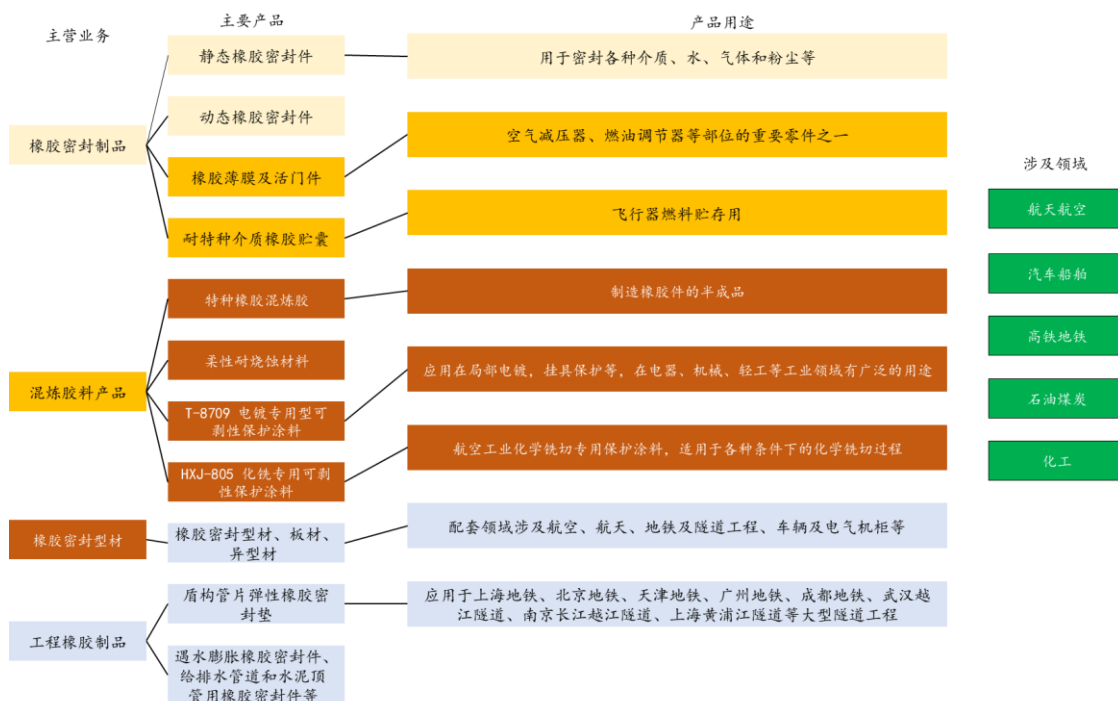 主营业务
主要产品
产品用途
静态橡胶密封件
用于密封各种介质、水、气体和粉尘等
动态橡胶密封件
橡胶密封制品
空气减压器、燃油调节器等部位的重要零件之一
橡胶薄膜及活门件
飞行器燃料贮存用
耐特种介质橡胶贮囊
涉及领域
航天航空
汽车船舶
高铁地铁
石油煤炭
化工
特种橡胶混炼胶
制造橡胶件的半成品
柔性耐烧蚀材料
混炼胶料产品
应用在局部电镀，挂具保护等，在电器、机械、轻工等工业领域有广泛的用途
T-8709 电镀专用型可
剥性保护涂料
航空工业化学铣切专用保护涂料，适用于各种条件下的化学铣切过程
HXJ-805 化铣专用可剥
性保护涂料
橡胶密封型材
橡胶密封型材、板材、
异型材
配套领域涉及航空、航天、地铁及隧道工程、车辆及电气机柜等
盾构管片弹性橡胶密
封垫
应用于上海地铁、北京地铁、天津地铁、广州地铁、成都地铁、武汉越
江隧道、南京长江越江隧道、上海黄浦江隧道等大型隧道工程
工程橡胶制品
遇水膨胀橡胶密封件、
给排水管道和水泥顶
管用橡胶密封件等